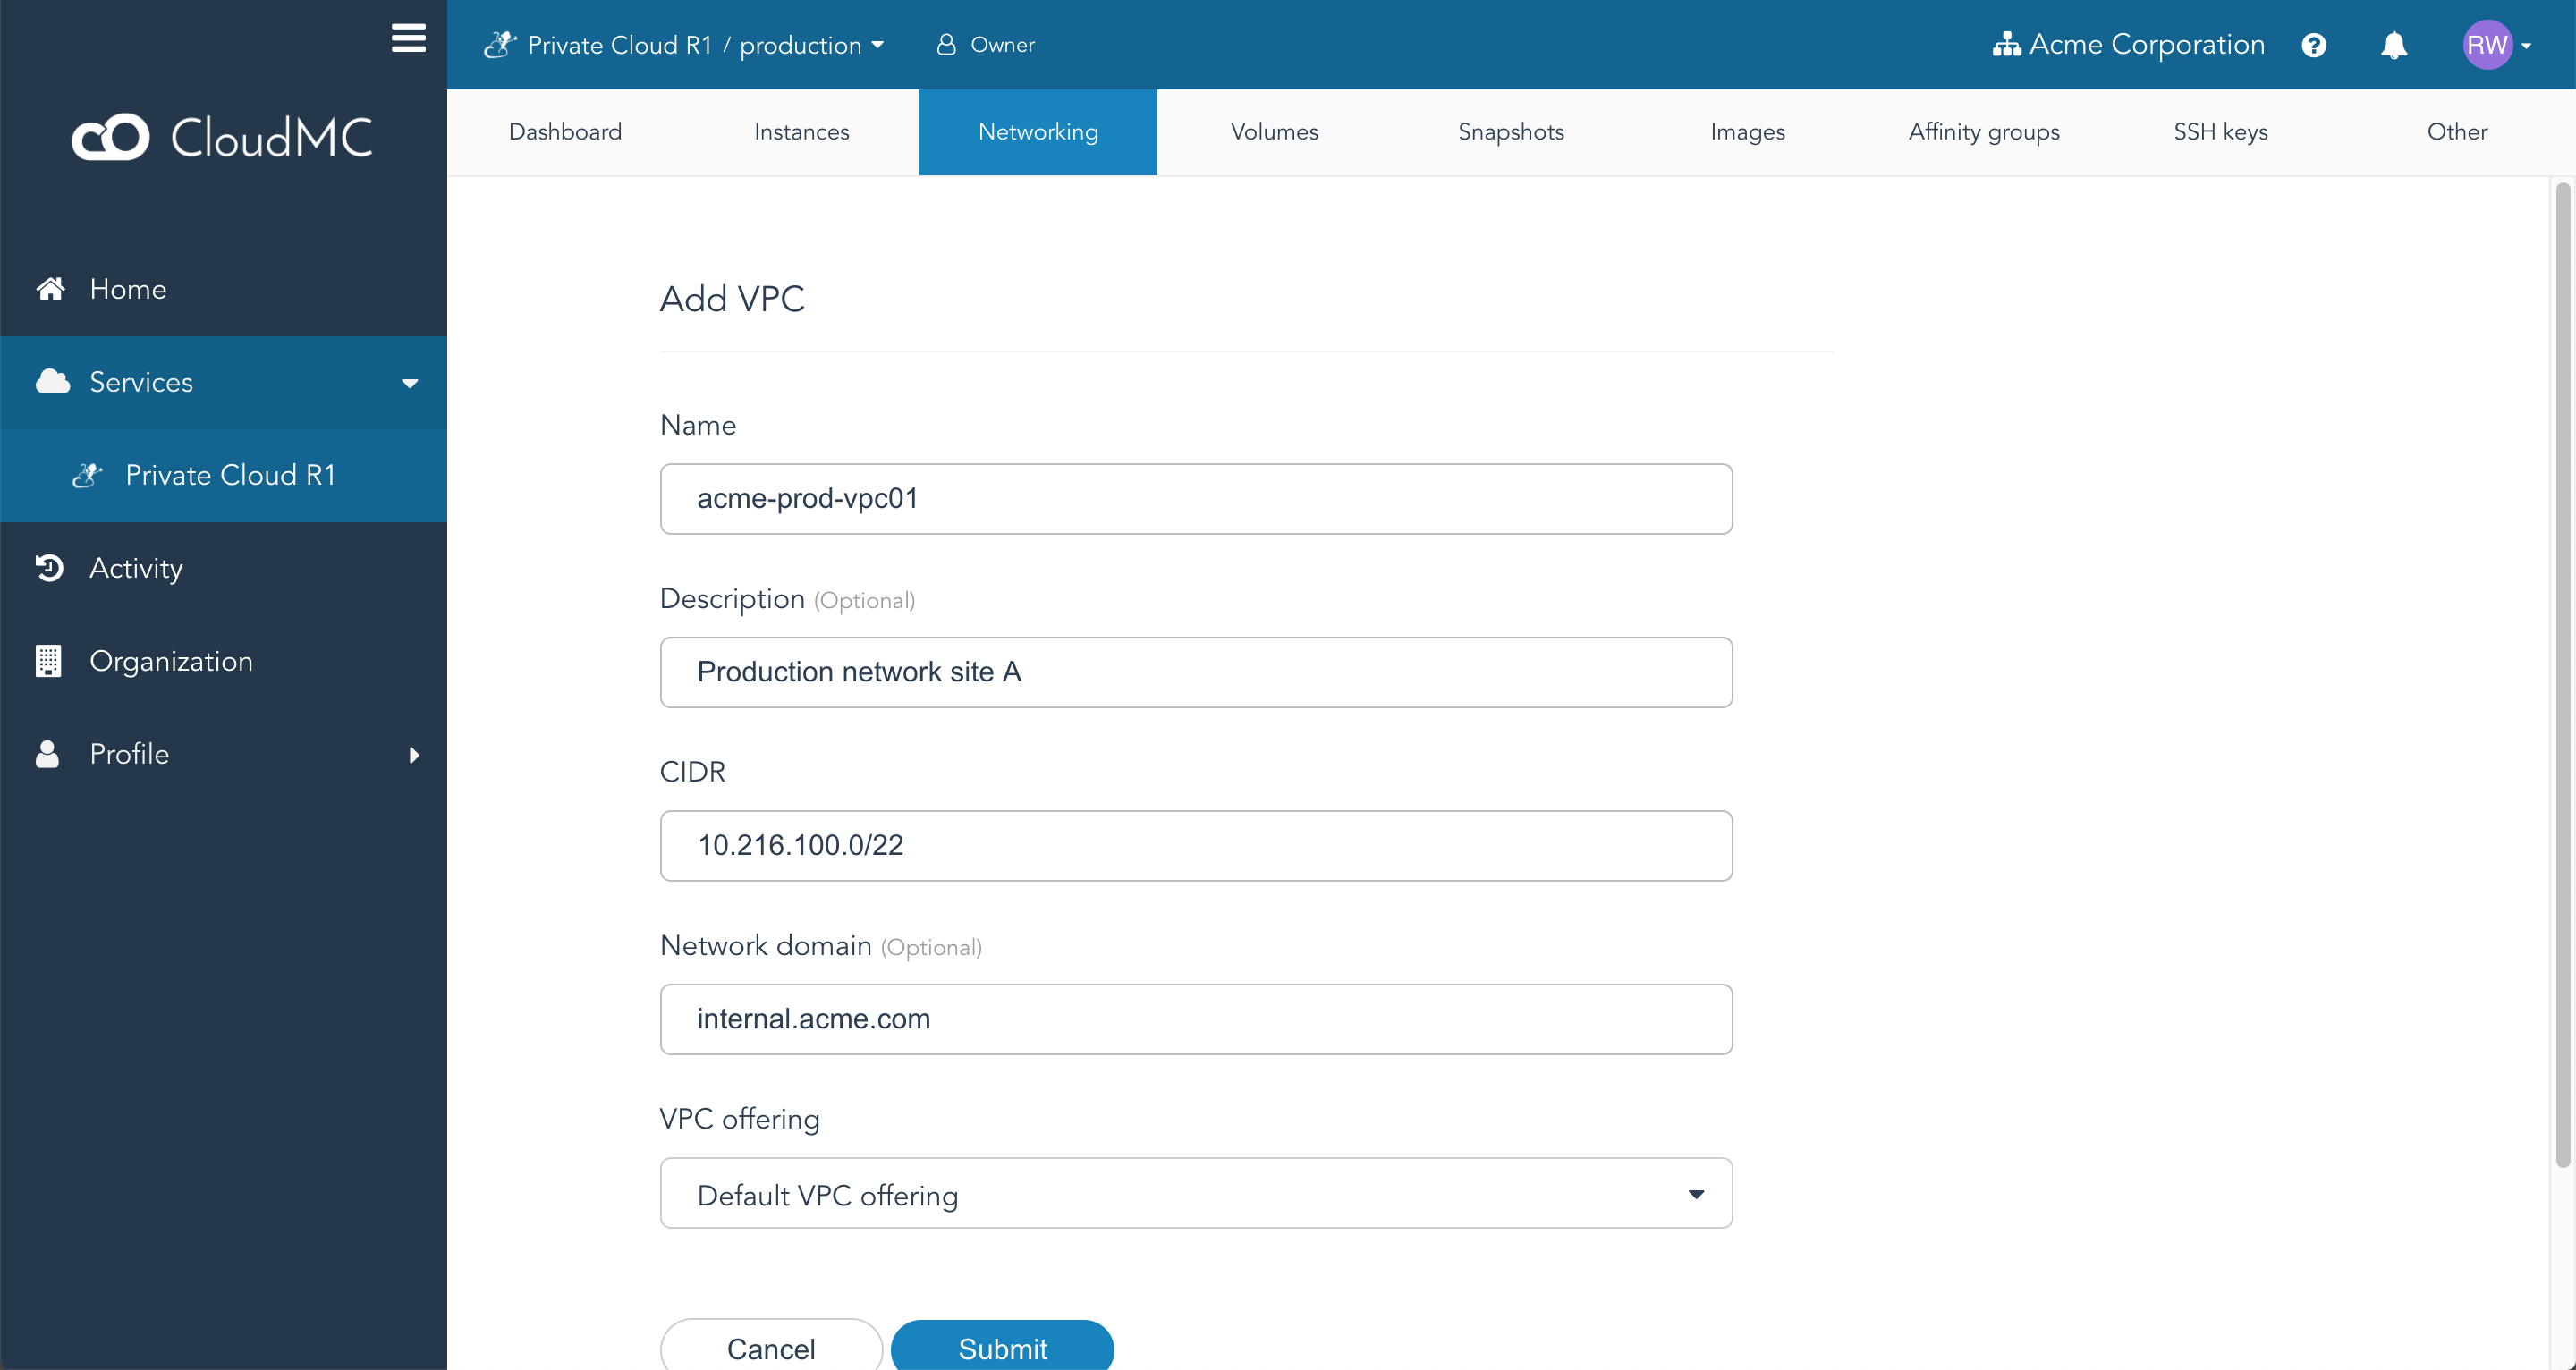 Private Cloud R1 / production
Owner
Acme Corporation
RW
CloudMC
Dashboard
Instances
Networking
Volumes
Snapshots
Images
Affinity groups
SSH keys
Other
Home
Services
Private Cloud R1
Activity
Organization
Profile
Add VPC
Name
acme-prod-vpc01
Description (Optional)
Production network site A
CIDR
10.216.100.0/22
Network domain (Optional)
internal.acme.com
VPC offering
Default VPC offering
Cancel
Submit